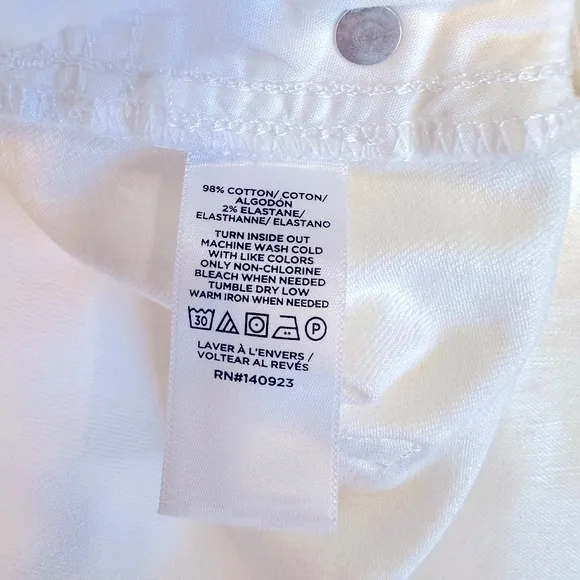 98% COTTON/ COTON/
ALGODÓN
2% ELASTANE/
ELASTHANNE/ ELASTANO
TURN INSIDE OUT
MACHINE WASH COLD
WITH LIKE COLORS
ONLY NON-CHLORINE
BLEACH WHEN NEEDED
TUMBLE DRY LOW
WARM IRON WHEN NEEDED
30 P
LAVER À L'ENVERS /
VOLTEAR AL REVÉS
RN#140923